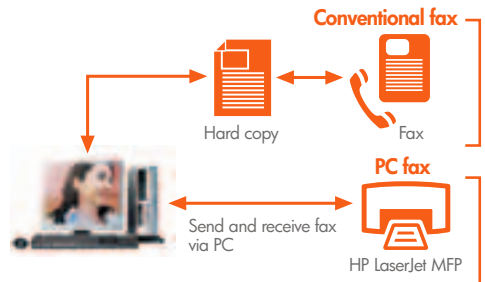 Conventional fax
Hard copy
Fax
PC fax
Send and receive fax
via PC
HP LaserJet MFP